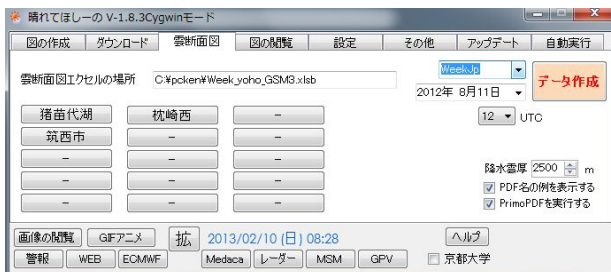 晴れてほしーの V-1.8.3Cygwinモード
図の作成 ダウンロード 雲断面図 図の閲覧 設定 その他 アップデート 自動実行
雲断面図エクセルの場所 C:¥pcken¥Week_yoho_GSM3.xlsb
WeekJp
2012年 8月11日
データ作成
12 UTC
猪苗代湖 枕崎西 −
筑西市 − −
− − −
− − −
− − −
降水雲厚 2500 m
PDF名の例を表示する
PrimoPDFを実行する
画像の閲覧 GIFアニメ 拡 2013/02/10 (日) 08:28 ヘルプ
警報 WEB ECMWF Medaca レーダー MSM GPV 京都大学